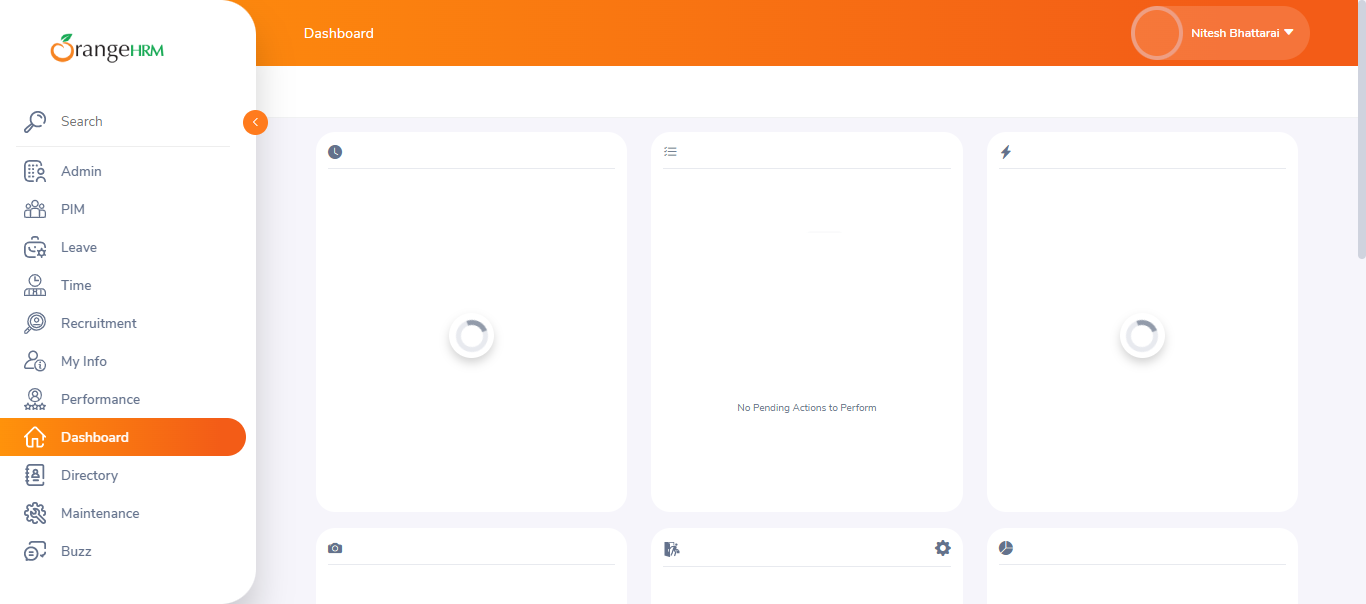 OrangeHRM
Search
Admin
PIM
Leave
Time
Recruitment
My Info
Performance
Dashboard
Directory
Maintenance
Buzz
Dashboard
Nitesh Bhattarai
No Pending Actions to Perform